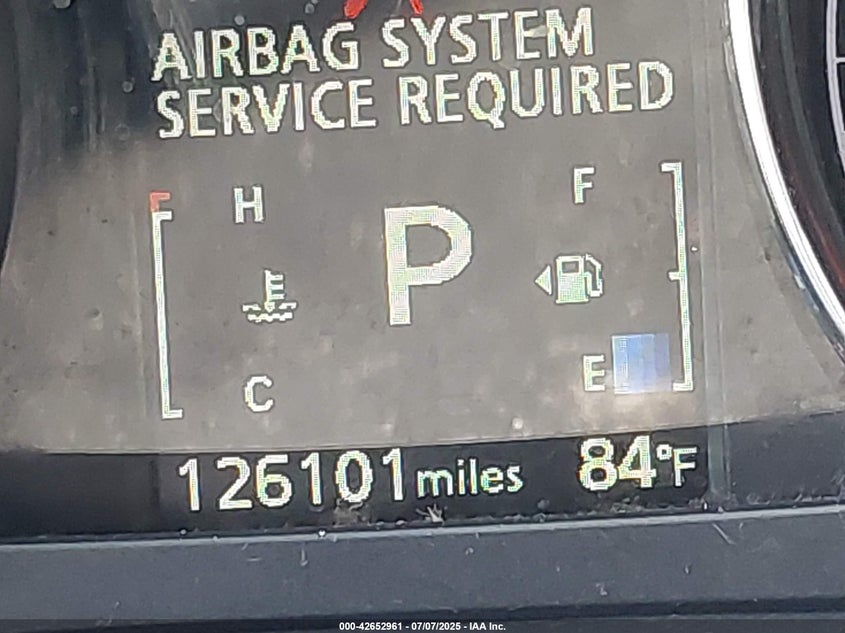 AIRBAG SYSTEM
SERVICE REQUIRED
H
F
P
C
E
126101 miles
84°F
000-42652961 - 07/07/2025 - IAA Inc.